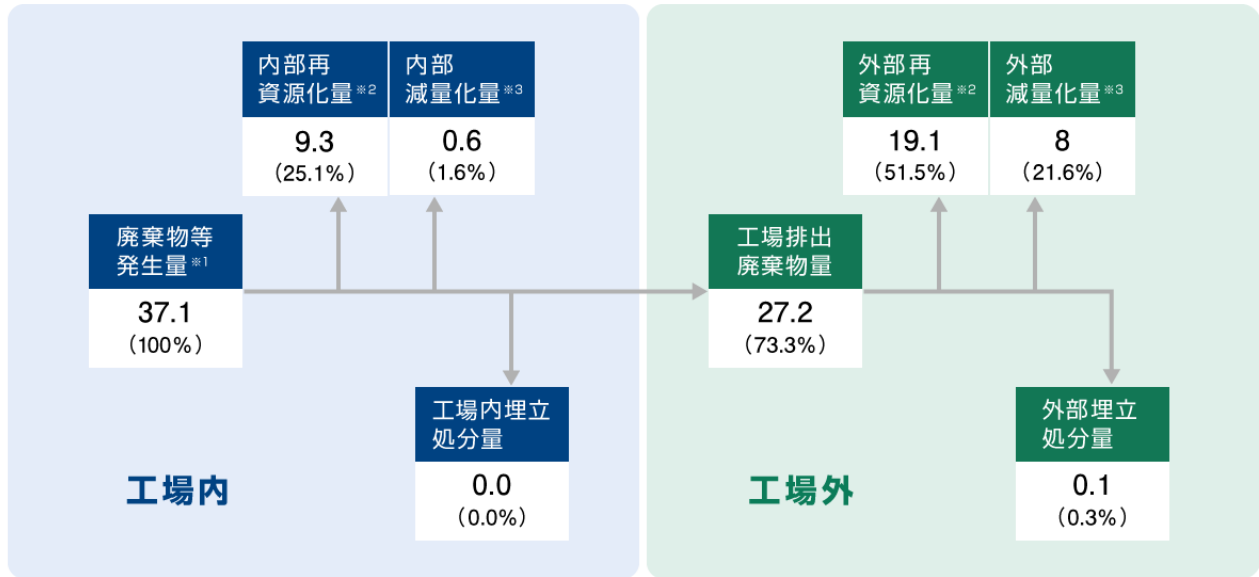 内部再
資源化量※2
9.3
(25.1%)
内部
減量化量※3
0.6
(1.6%)
廃棄物等
発生量※1
37.1
(100%)
工場内埋立
処分量
0.0
(0.0%)
工場内
外部再
資源化量※2
19.1
(51.5%)
外部
減量化量※3
8
(21.6%)
工場排出
廃棄物量
27.2
(73.3%)
外部埋立
処分量
0.1
(0.3%)
工場外